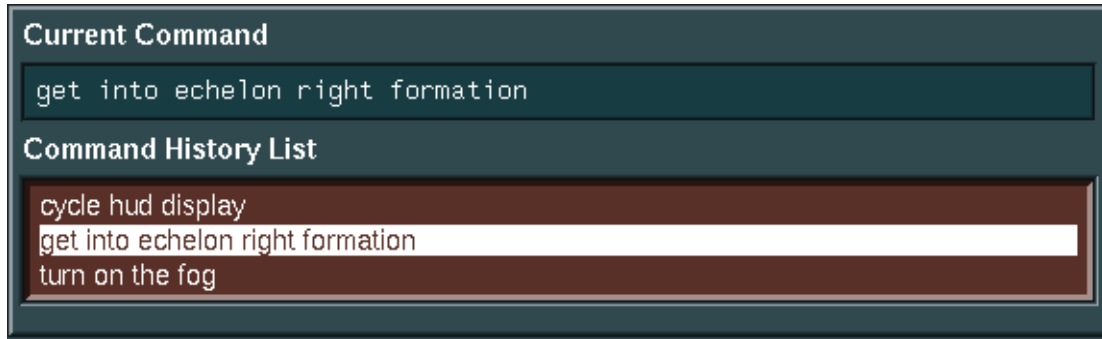 Current Command
get into echelon right formation
Command History List
cycle hud display
get into echelon right formation
turn on the fog